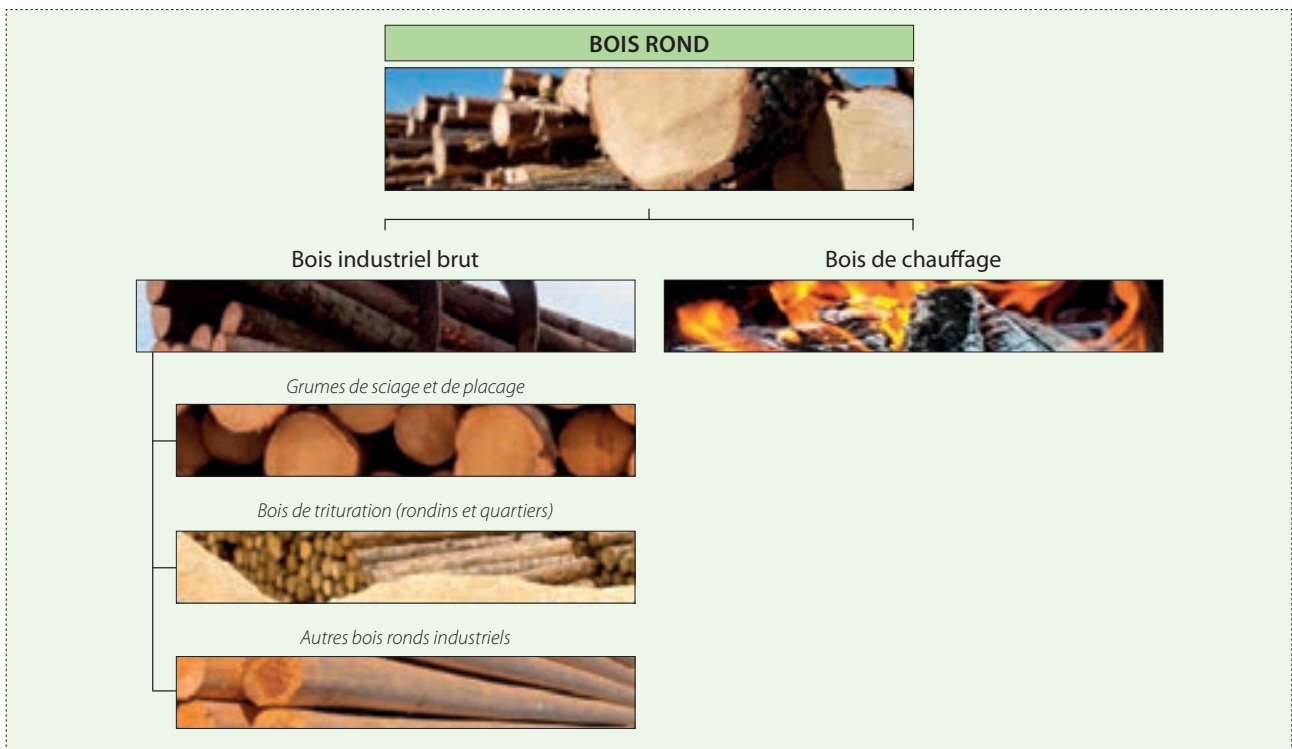 BOIS ROND
Bois industriel brut
Bois de chauffage
Grumes de sciage et de placage
Bois de trituration (rondins et quartiers)
Autres bois ronds industriels